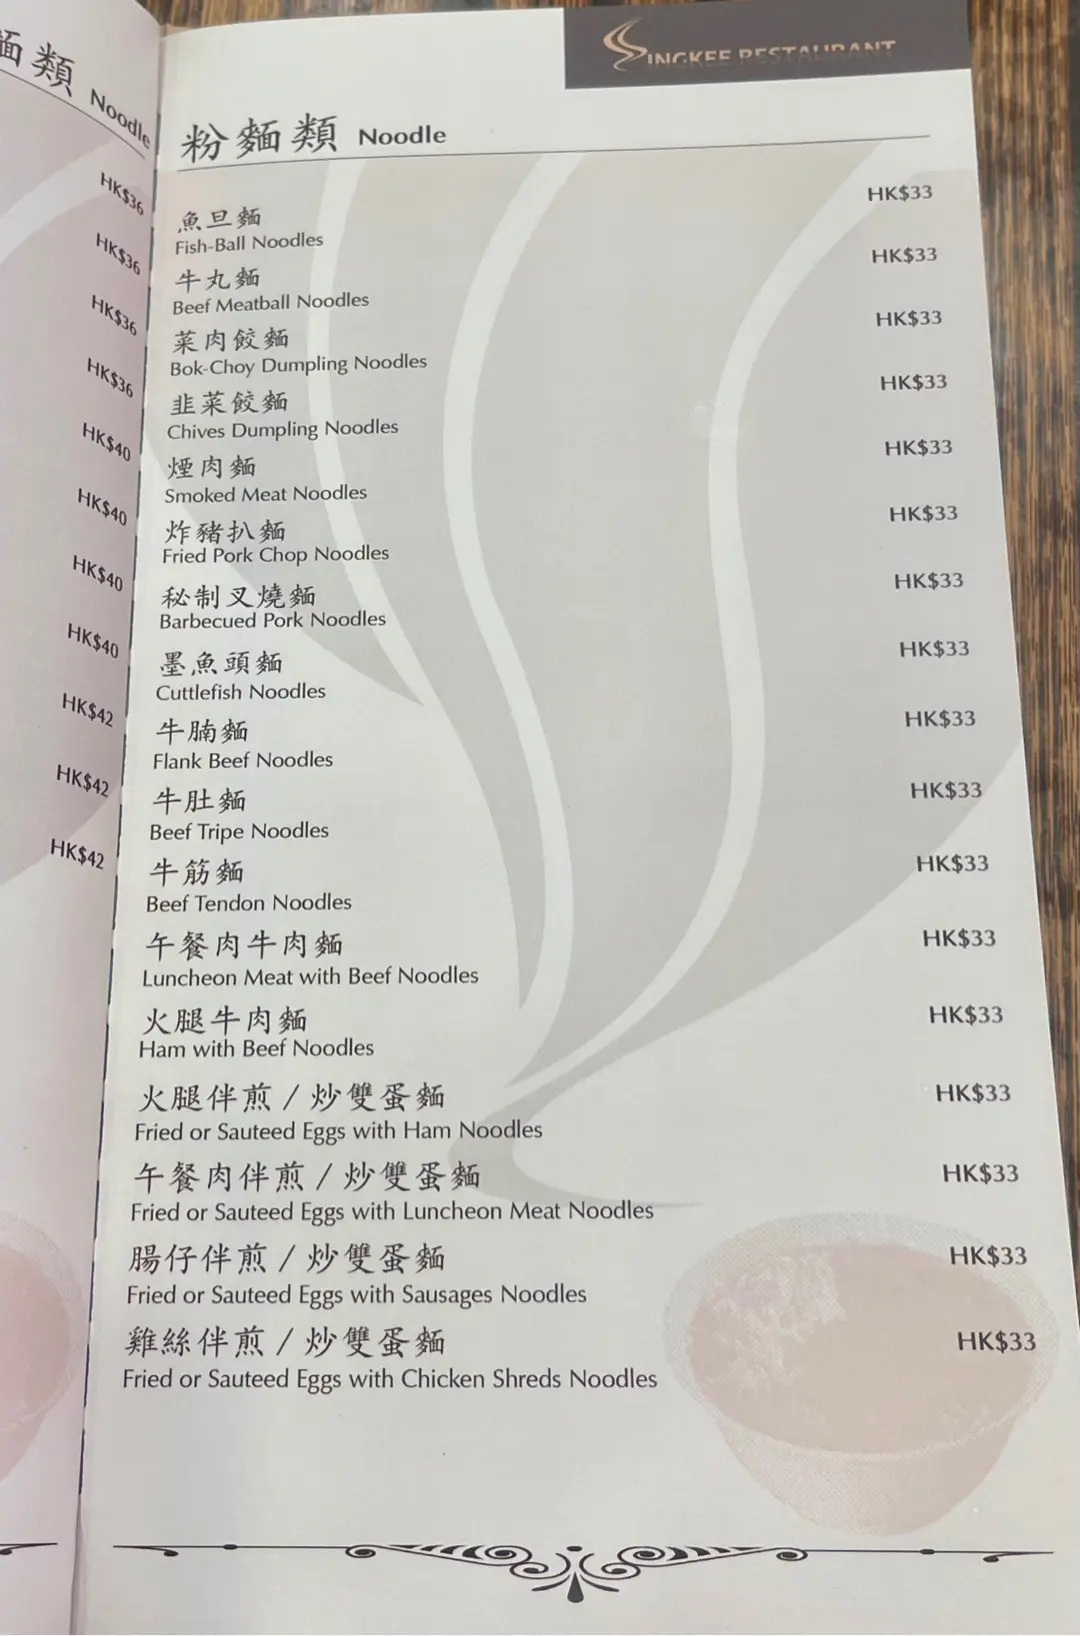 麵類 Noodle
HK$36
HK$36
HK$36
HK$36
HK$40
HK$40
HK$40
HK$40
HK$42
HK$42
HK$42
SINGKEE RESTAURANT
粉麵類 Noodle
魚旦麵 HK$33
Fish-Ball Noodles
牛丸麵 HK$33
Beef Meatball Noodles
菜肉餃麵 HK$33
Bok-Choy Dumpling Noodles
韭菜餃麵 HK$33
Chives Dumpling Noodles
煙肉麵 HK$33
Smoked Meat Noodles
炸豬扒麵 HK$33
Fried Pork Chop Noodles
秘制叉燒麵 HK$33
Barbecued Pork Noodles
墨魚頭麵 HK$33
Cuttlefish Noodles
牛腩麵 HK$33
Flank Beef Noodles
牛肚麵 HK$33
Beef Tripe Noodles
牛筋麵 HK$33
Beef Tendon Noodles
午餐肉牛肉麵 HK$33
Luncheon Meat with Beef Noodles
火腿牛肉麵 HK$33
Ham with Beef Noodles
火腿伴煎 / 炒雙蛋麵 HK$33
Fried or Sauteed Eggs with Ham Noodles
午餐肉伴煎 / 炒雙蛋麵 HK$33
Fried or Sauteed Eggs with Luncheon Meat Noodles
腸仔伴煎 / 炒雙蛋麵 HK$33
Fried or Sauteed Eggs with Sausages Noodles
雞絲伴煎 / 炒雙蛋麵 HK$33
Fried or Sauteed Eggs with Chicken Shreds Noodles